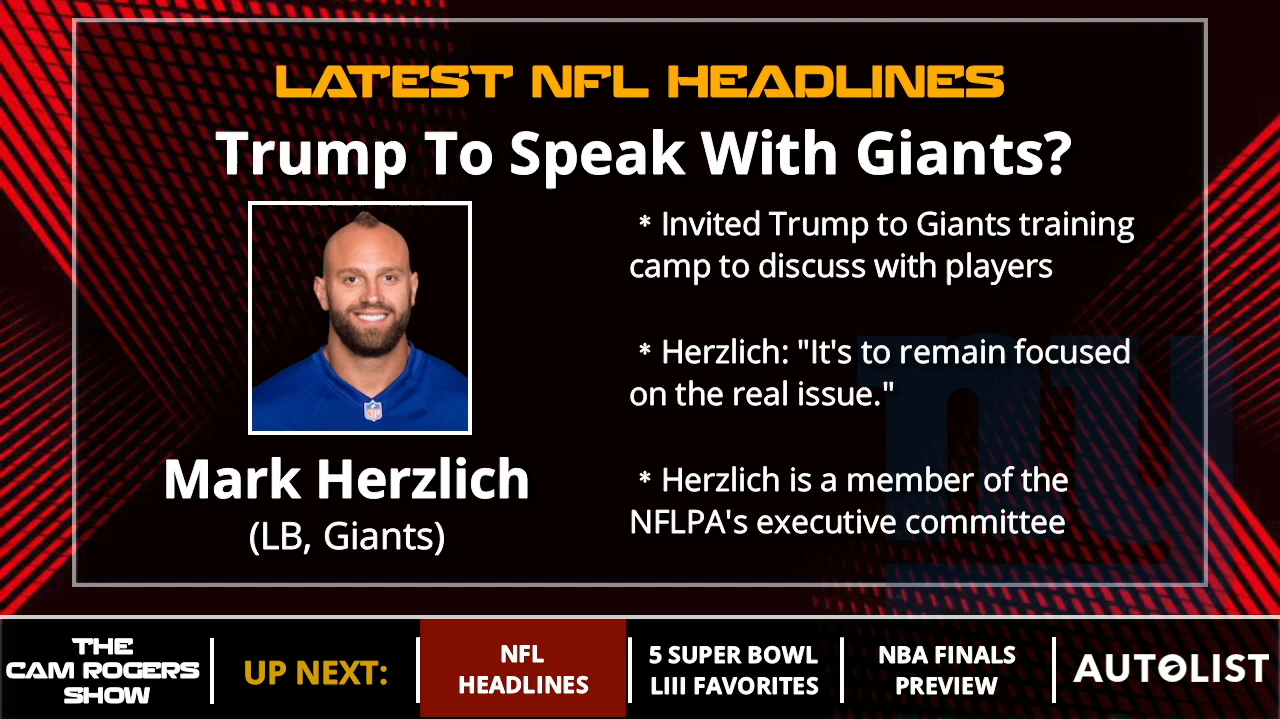 LATEST NFL HEADLINES
Trump To Speak With Giants?
* Invited Trump to Giants training
camp to discuss with players
* Herzlich: "It's to remain focused
on the real issue."
* Herzlich is a member of the
NFLPA's executive committee
Mark Herzlich
(LB, Giants)
ny
THE
CAM ROGERS
SHOW
UP NEXT:
NFL
HEADLINES
5 SUPER BOWL
LIII FAVORITES
NBA FINALS
PREVIEW
AUTOLIST